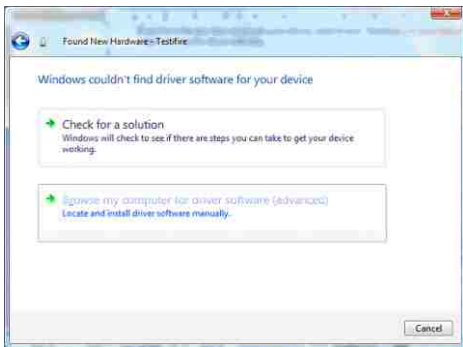 Found New Hardware - Testifire
Windows couldn't find driver software for your device
Check for a solution
Windows will check to see if there are steps you can take to get your device
working.
Browse my computer for driver software (advanced)
Locate and install driver software manually.
Cancel